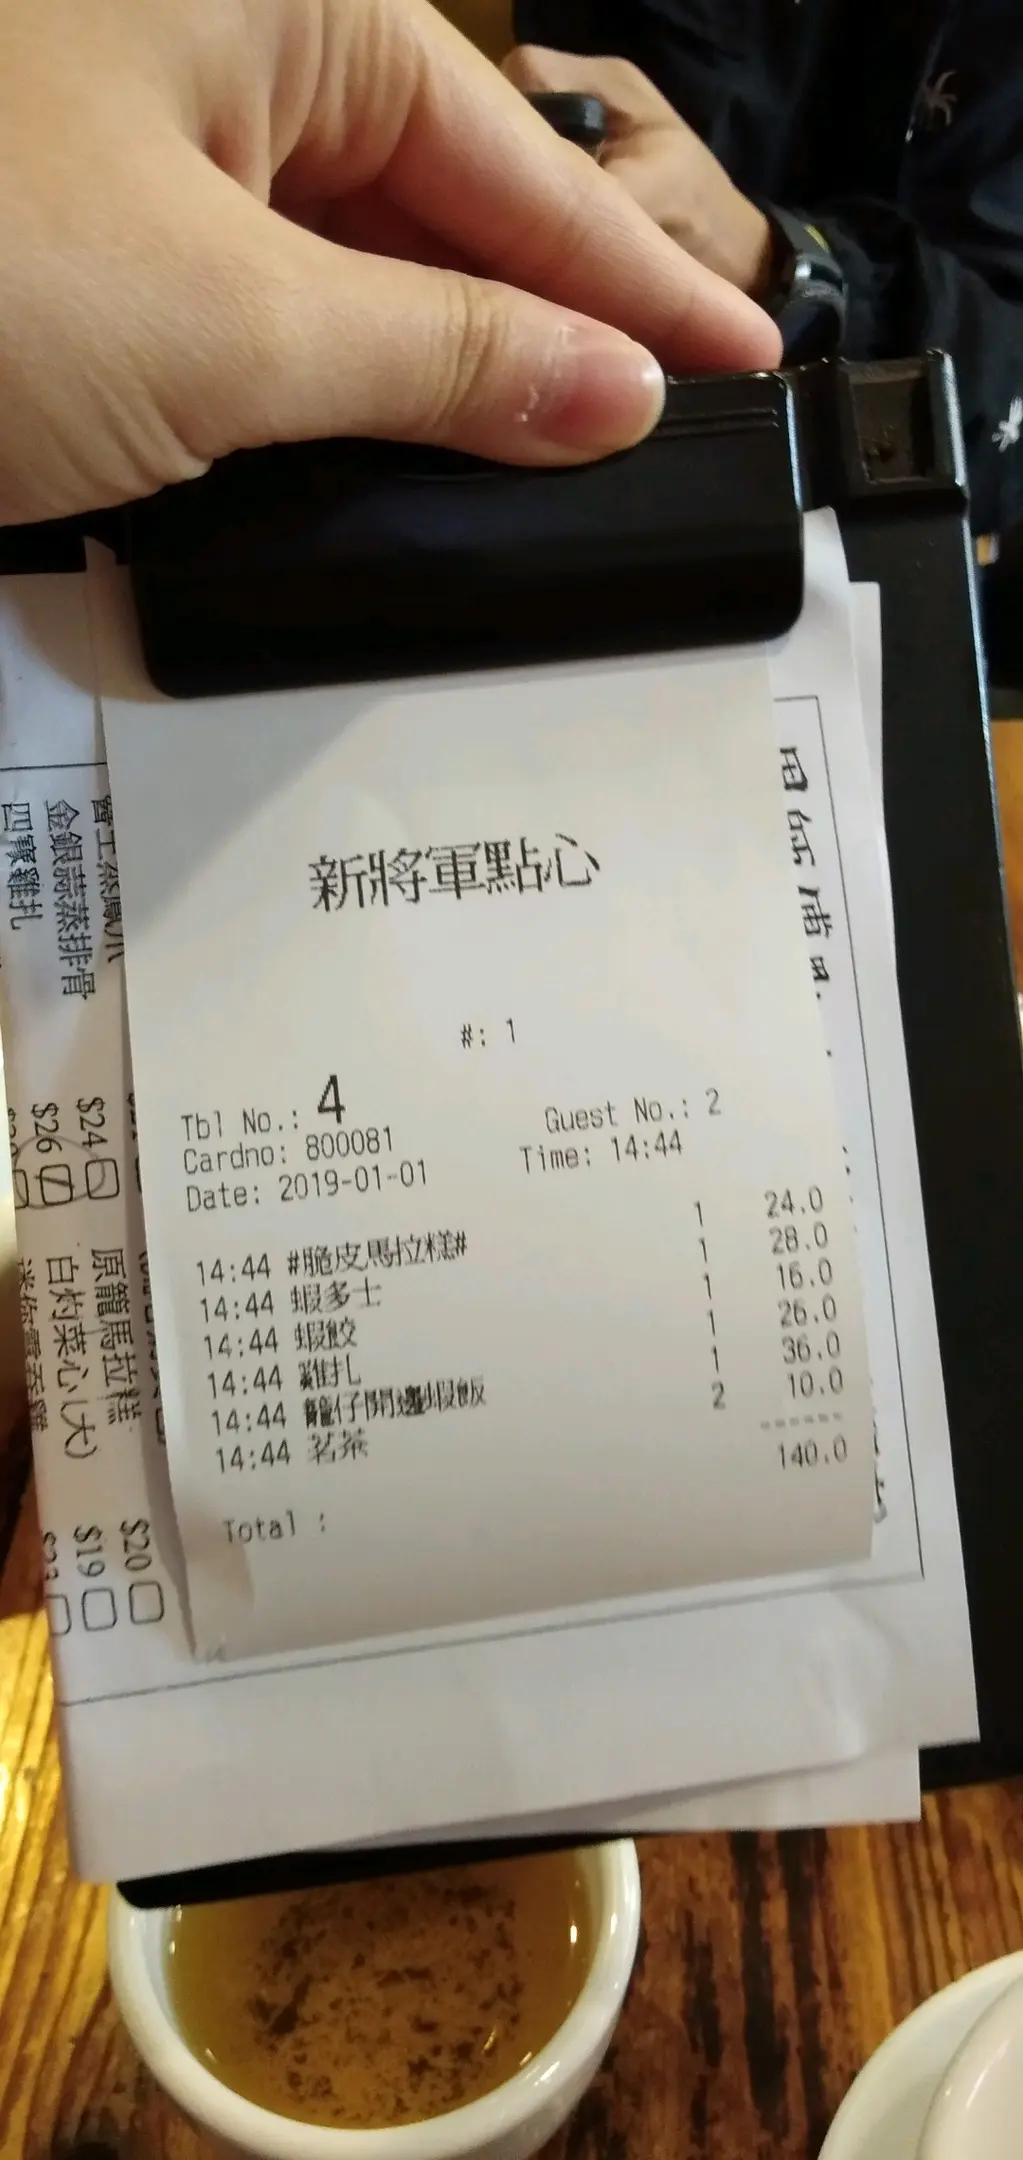 新將軍點心
#: 1
Tbl No.: 4 Guest No.: 2
Cardno: 800081 Time: 14:44
Date: 2019-01-01
14:44 #脆皮馬拉糕# 1 24.0
14:44 蝦多士 1 28.0
14:44 蝦餃 1 16.0
14:44 雞扎 1 26.0
14:44 籠仔開邊蝦飯 1 36.0
14:44 茗茶 2 10.0
------
Total : 140.0
金銀蒜蒸排骨 $24
四寶雞扎 $26
原籠馬拉糕 $20
白灼菜心(大) $19